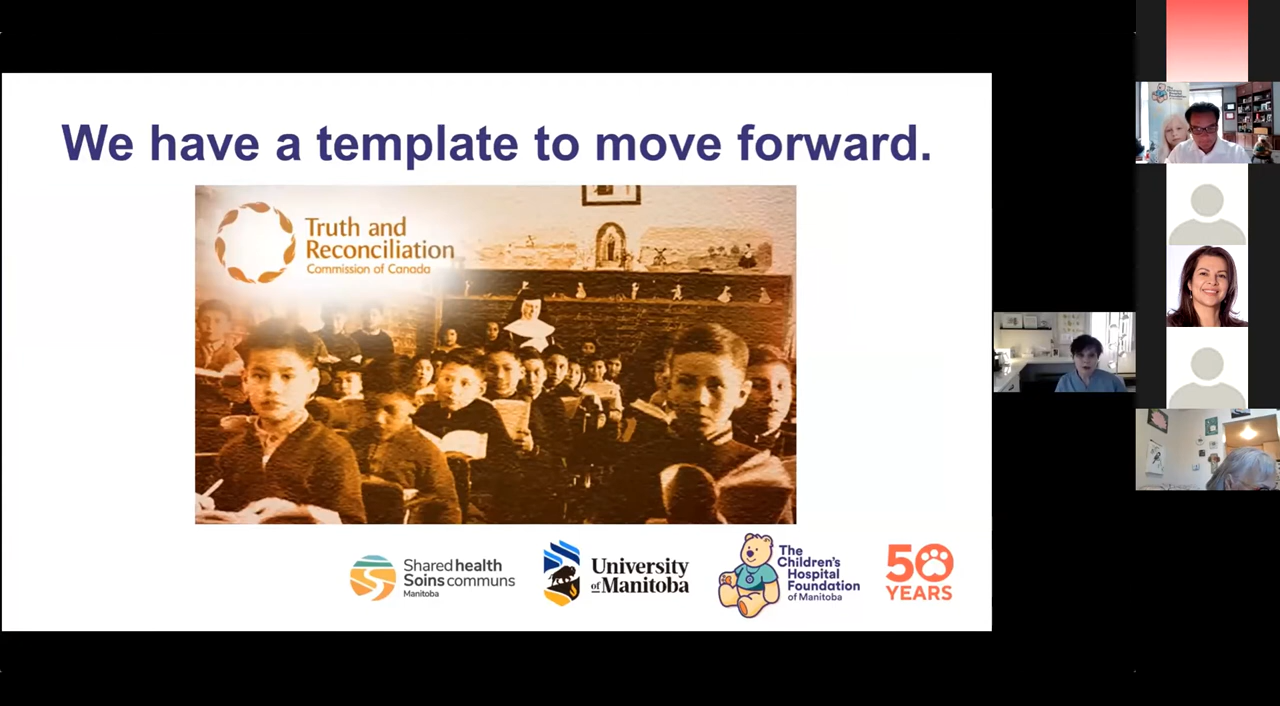 We have a template to move forward.
Truth and
Reconciliation
Commission of Canada
Shared health
Soins communs
Manitoba
University
of Manitoba
The
Children's
Hospital
Foundation
of Manitoba
50
YEARS